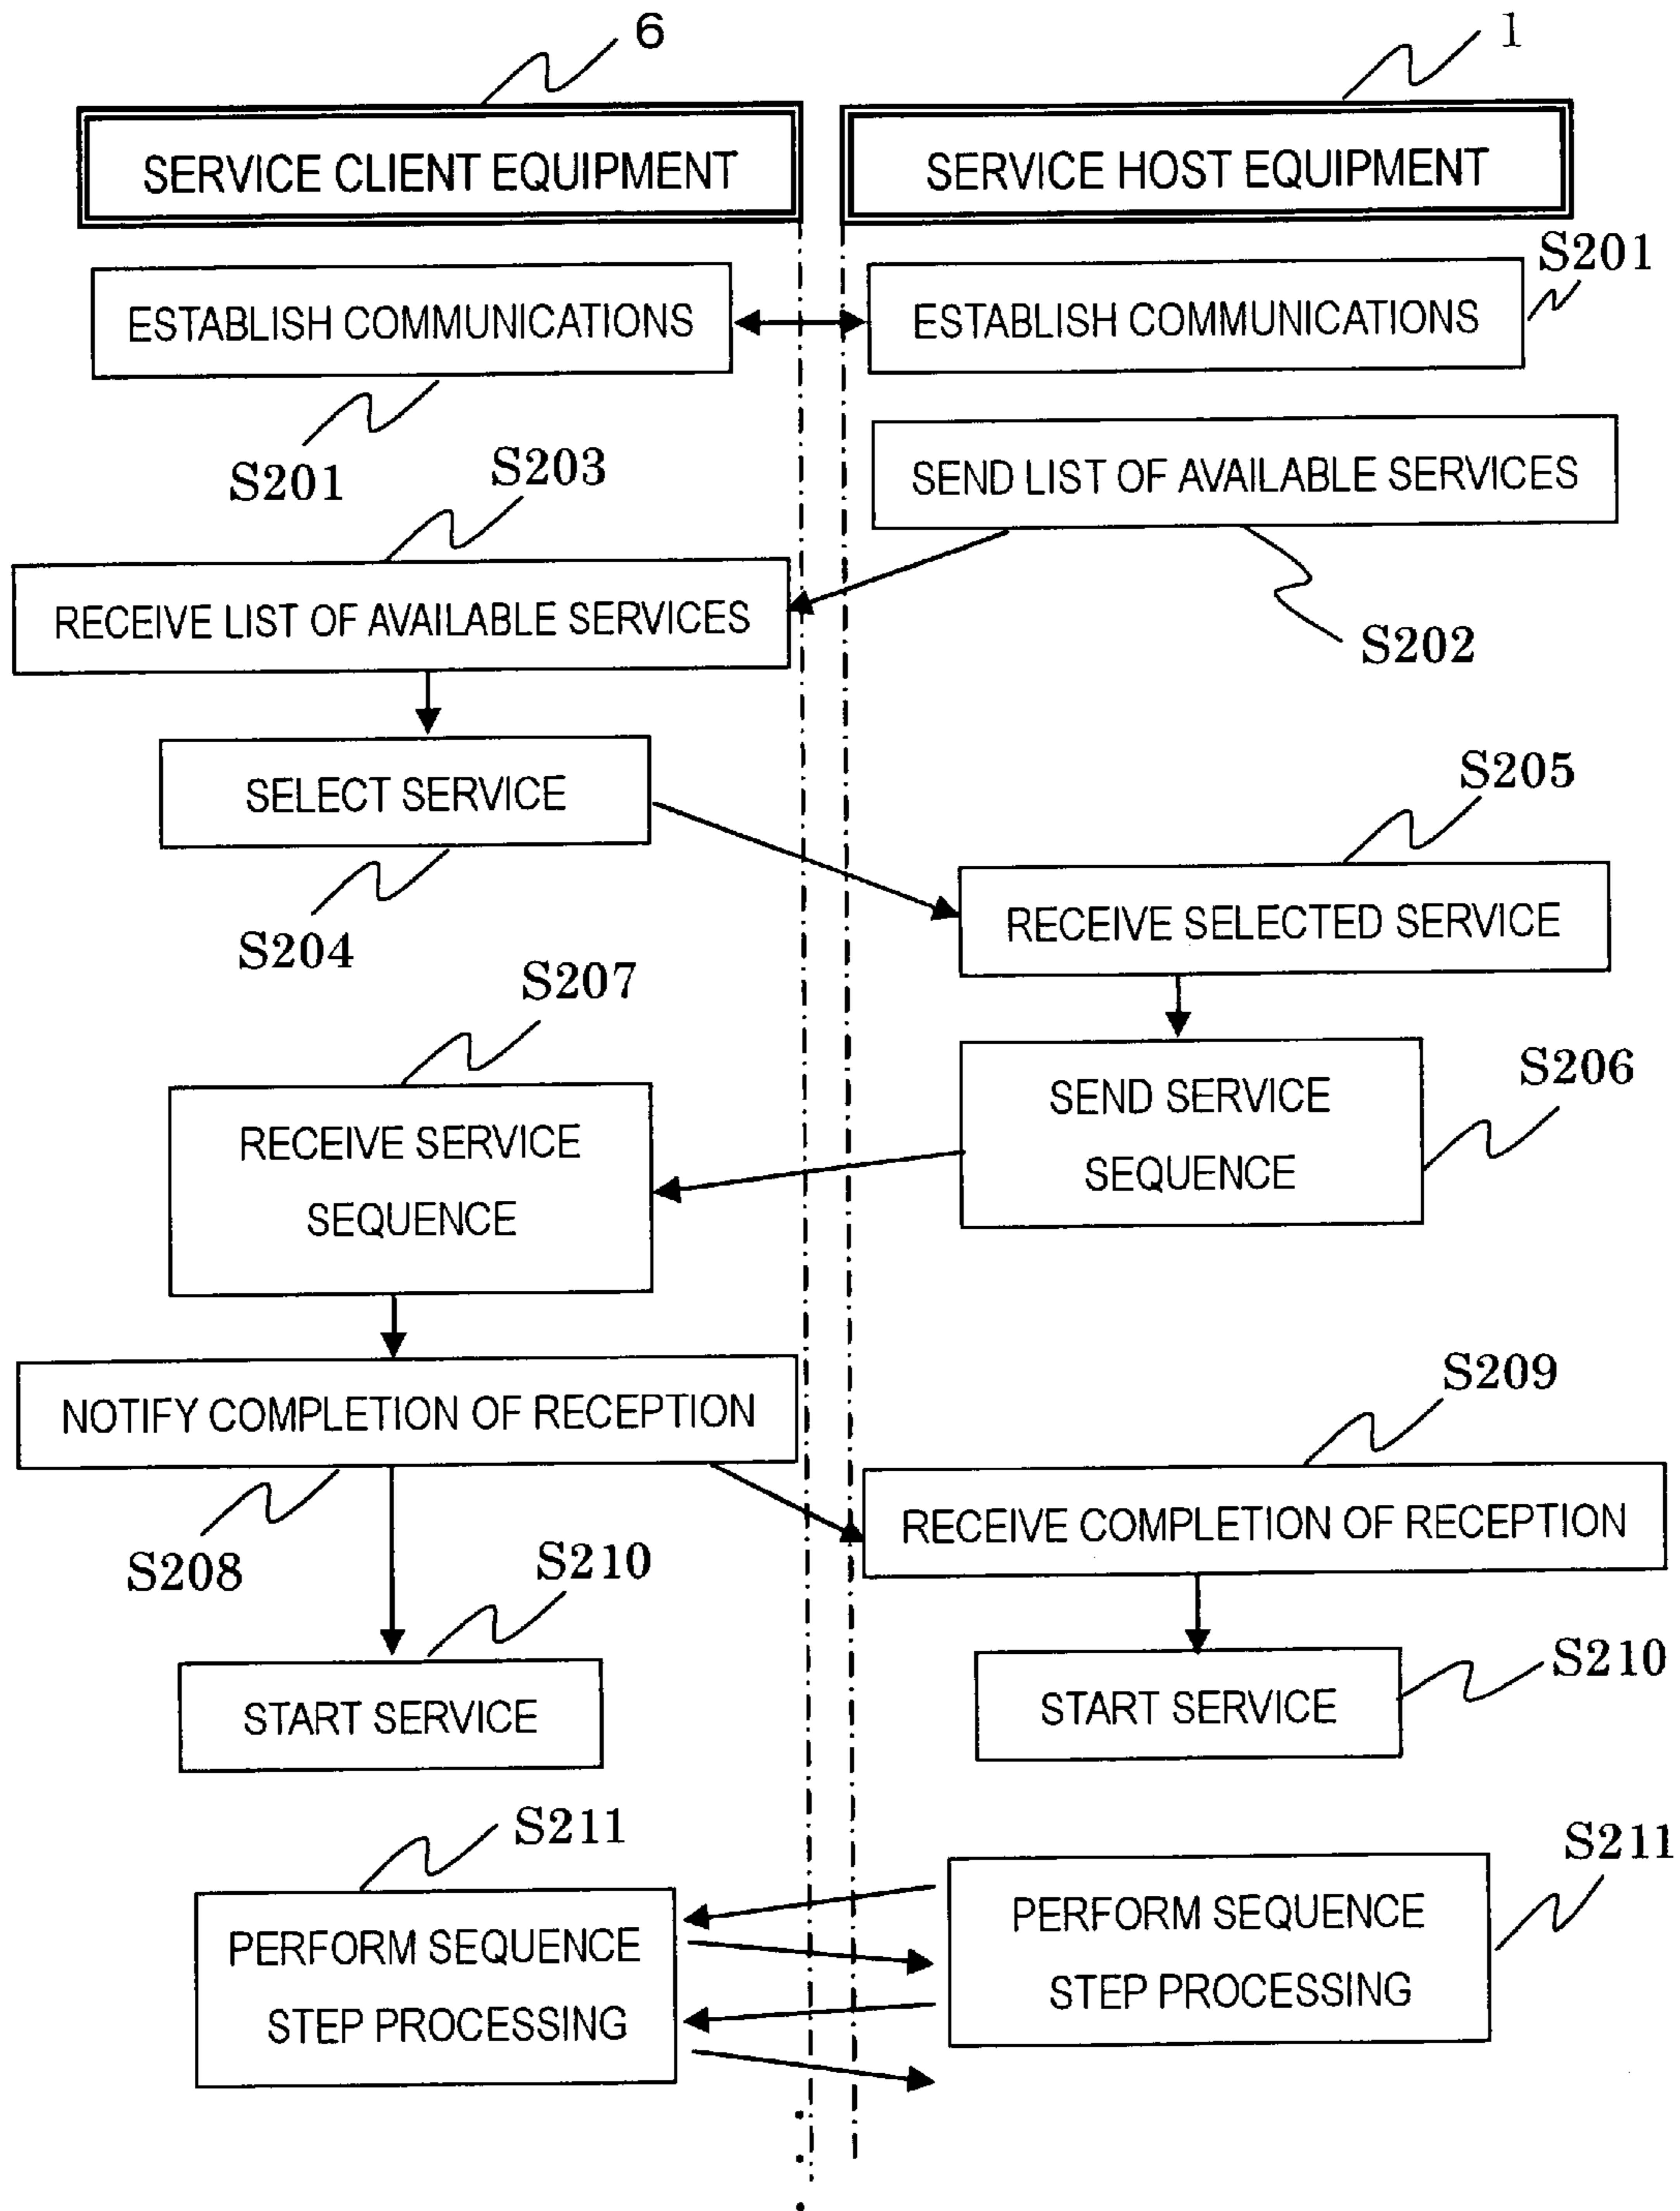 6
1
SERVICE CLIENT EQUIPMENT
SERVICE HOST EQUIPMENT
S201
ESTABLISH COMMUNICATIONS
ESTABLISH COMMUNICATIONS
S201
S203
SEND LIST OF AVAILABLE SERVICES
RECEIVE LIST OF AVAILABLE SERVICES
S202
SELECT SERVICE
S205
S204
RECEIVE SELECTED SERVICE
S207
SEND SERVICE
SEQUENCE
S206
RECEIVE SERVICE
SEQUENCE
NOTIFY COMPLETION OF RECEPTION
S209
S208
RECEIVE COMPLETION OF RECEPTION
S210
START SERVICE
START SERVICE
S210
S211
S211
PERFORM SEQUENCE
STEP PROCESSING
PERFORM SEQUENCE
STEP PROCESSING